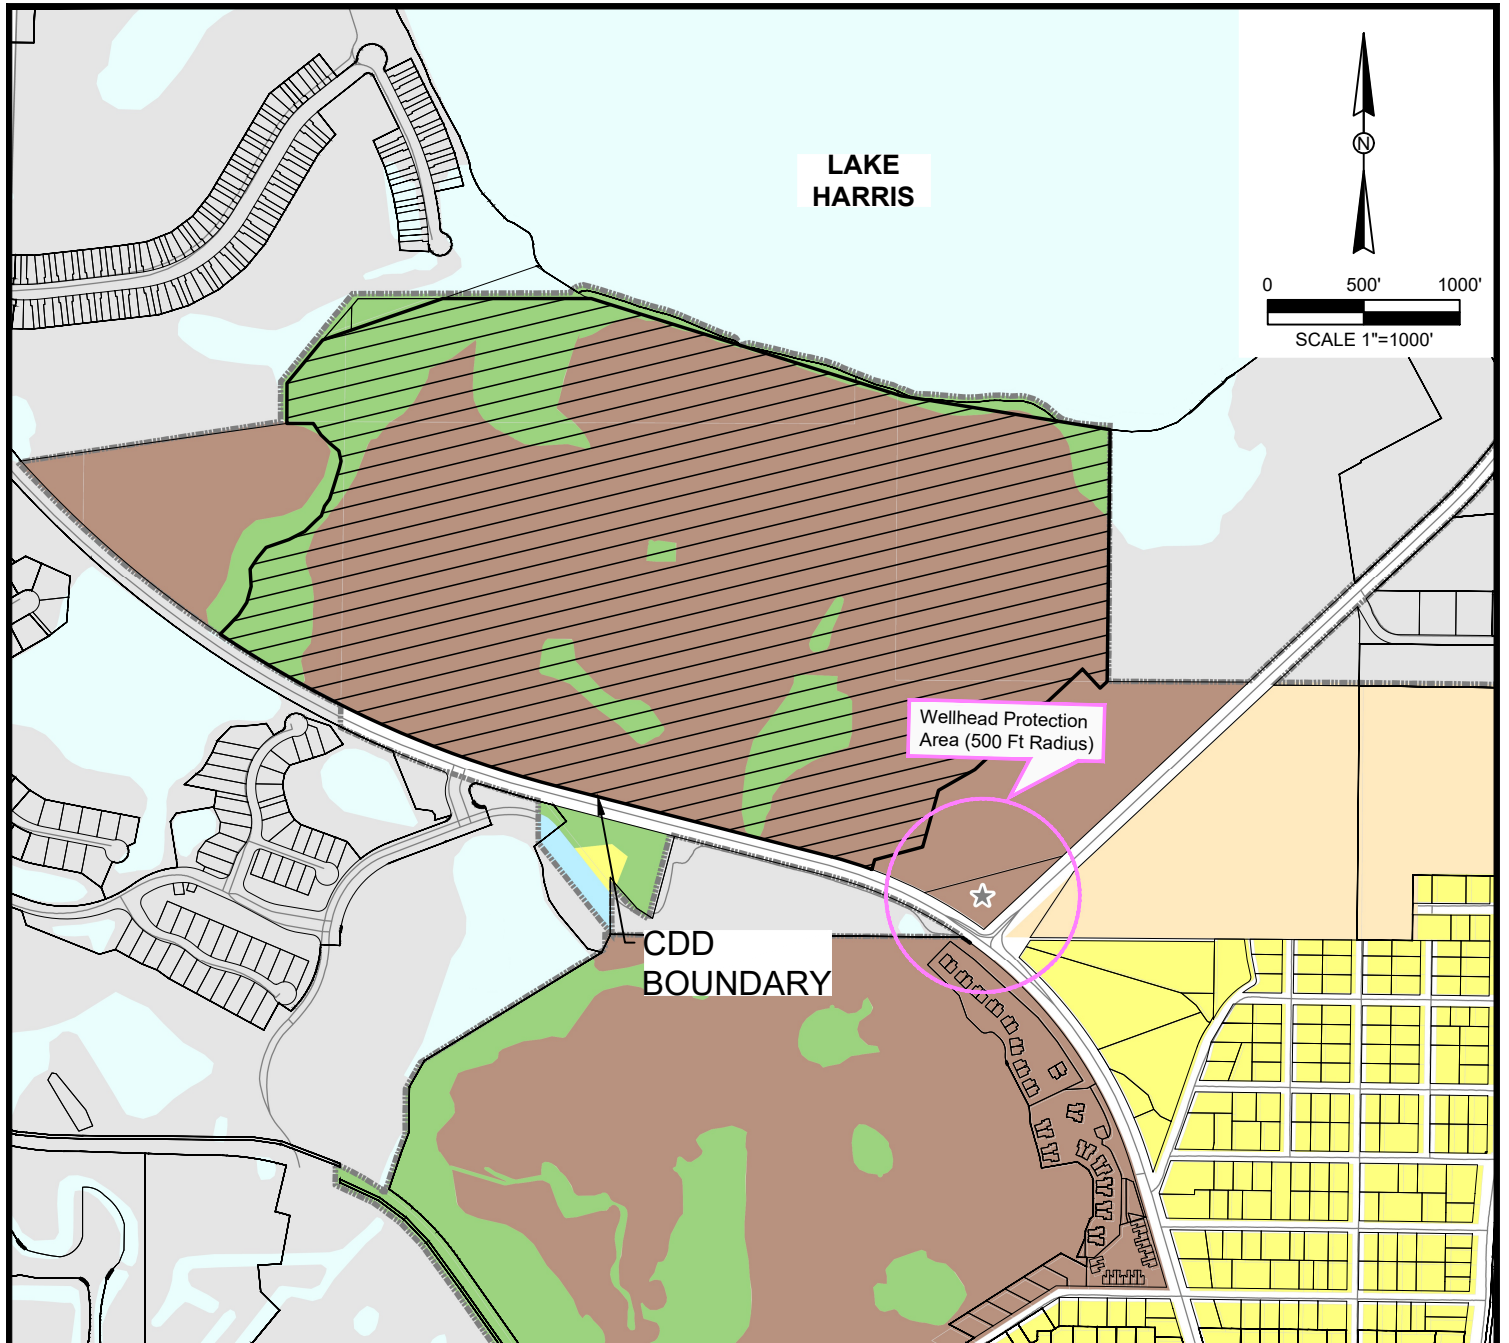 LAKE
HARRIS
N
0 500' 1000'
SCALE 1"=1000'
Wellhead Protection
Area (500 Ft Radius)
CDD
BOUNDARY